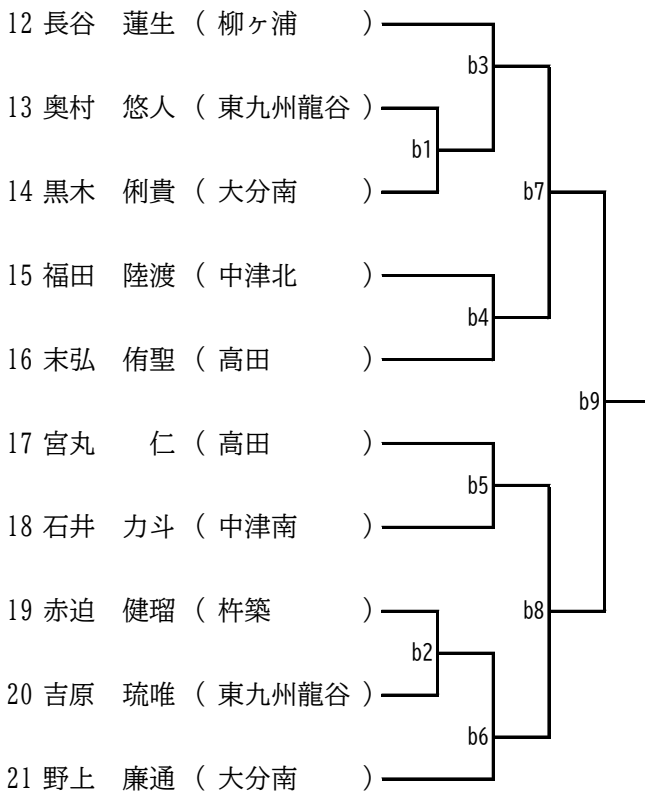 12 長谷 蓮生 ( 柳ヶ浦 )
b3
13 奥村 悠人 ( 東九州龍谷 )
b1
14 黒木 俐貴 ( 大分南 )
b7
15 福田 陸渡 ( 中津北 )
b4
16 末弘 侑聖 ( 高田 )
b9
17 宮丸 仁 ( 高田 )
b5
18 石井 力斗 ( 中津南 )
19 赤迫 健瑠 ( 杵築 )
b8
b2
20 吉原 琉唯 ( 東九州龍谷 )
b6
21 野上 廉通 ( 大分南 )